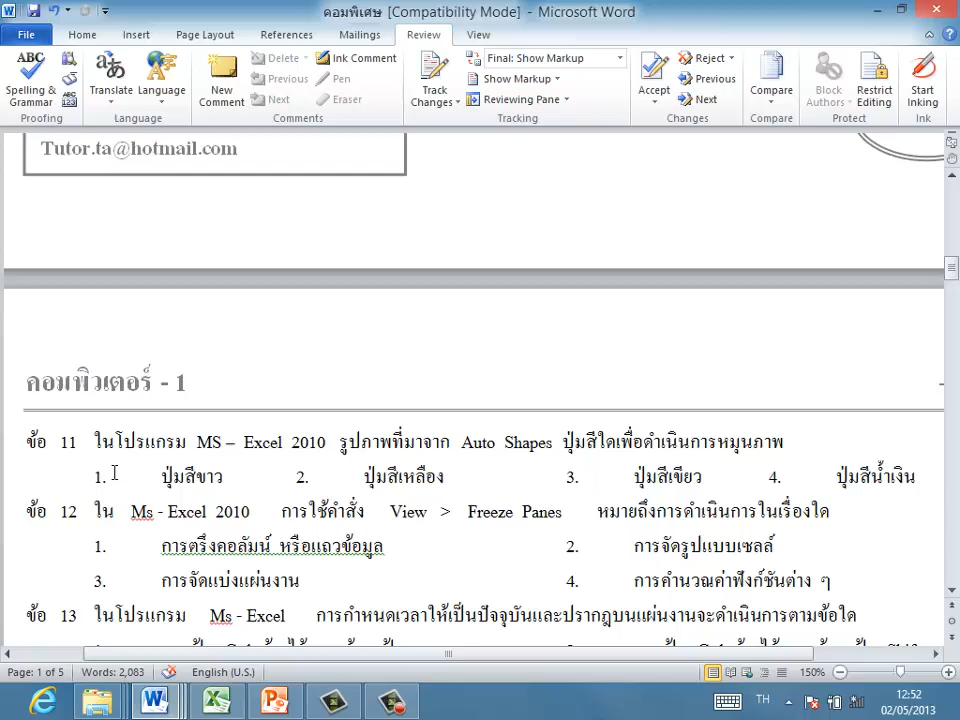 คอมพิเศษ [Compatibility Mode] - Microsoft Word
File Home Insert Page Layout References Mailings Review View
ABC Delete Ink Comment Final: Show Markup Reject
Previous Pen Show Markup Previous
Spelling & Grammar Translate Language New Comment Next Eraser Track Changes Reviewing Pane Accept Next Compare Block Authors Restrict Editing Start Inking
Proofing Language Comments Tracking Changes Compare Protect Ink
Tutor.ta@hotmail.com
คอมพิวเตอร์ - 1
ข้อ 11 ในโปรแกรม MS – Excel 2010 รูปภาพที่มาจาก Auto Shapes ปุ่มสีใดเพื่อดำเนินการหมุนภาพ
1. ปุ่มสีขาว 2. ปุ่มสีเหลือง 3. ปุ่มสีเขียว 4. ปุ่มสีน้ำเงิน
ข้อ 12 ใน Ms - Excel 2010 การใช้คำสั่ง View > Freeze Panes หมายถึงการดำเนินการในเรื่องใด
1. การตรึงคอลัมน์ หรือแถวข้อมูล 2. การจัดรูปแบบเซลล์
3. การจัดแบ่งแผ่นงาน 4. การคำนวณค่าฟังก์ชันต่าง ๆ
ข้อ 13 ในโปรแกรม Ms - Excel การกำหนดเวลาให้เป็นปัจจุบันและปรากฎบนแผ่นงานจะดำเนินการตามข้อใด
Page: 1 of 5 Words: 2,083 English (U.S.) 150%
TH 12:52
02/05/2013